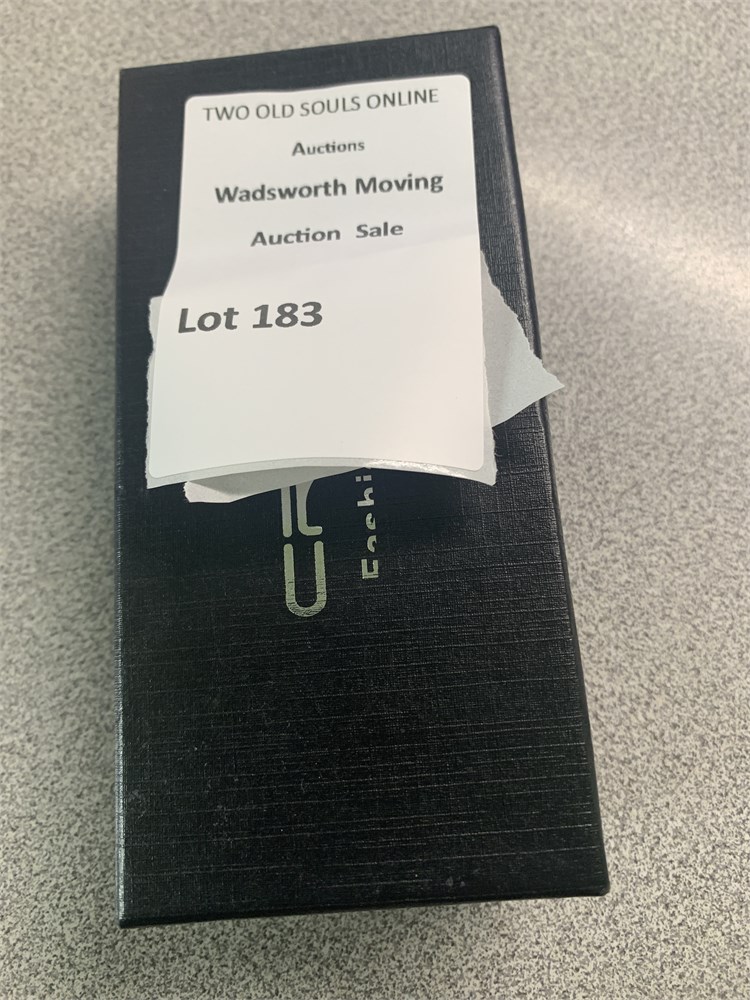 TWO OLD SOULS ONLINE
Auctions
Wadsworth Moving
Auction Sale
Lot 183